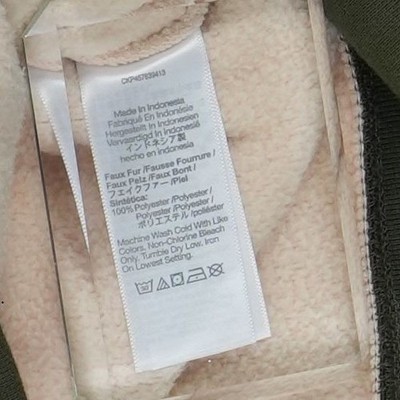 CKP457639413
Made In Indonesia
Fabriqué En Indonésie
Hergestellt In Indonesien
Vervaardigd In Indonesië
インドネシア製
hecho en indonesia
Faux Fur /Fausse Fourrure /
Faux Pelz /Faux Bont /
フェイクファー /Piel
Sintética:
100% Polyester /Polyester /
Polyester /Polyester /
ポリエステル /poliéster
Machine Wash Cold With Like
Colors, Non-Chlorine Bleach
Only, Tumble Dry Low, Iron
On Lowest Setting.